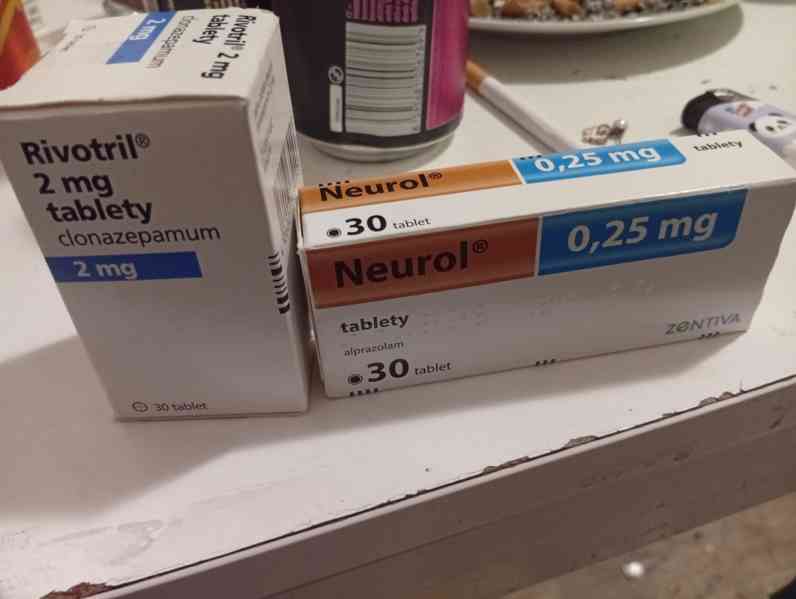 Rivotril® 2 mg
tablety
clonazepamum
2 mg
Rivotril®
2 mg
tablety
clonazepamum
2 mg
30 tablet
Neurol®
0,25 mg
tablety
30 tablet
Neurol®
0,25 mg
tablety
alprazolam
30 tablet
ZENTIVA